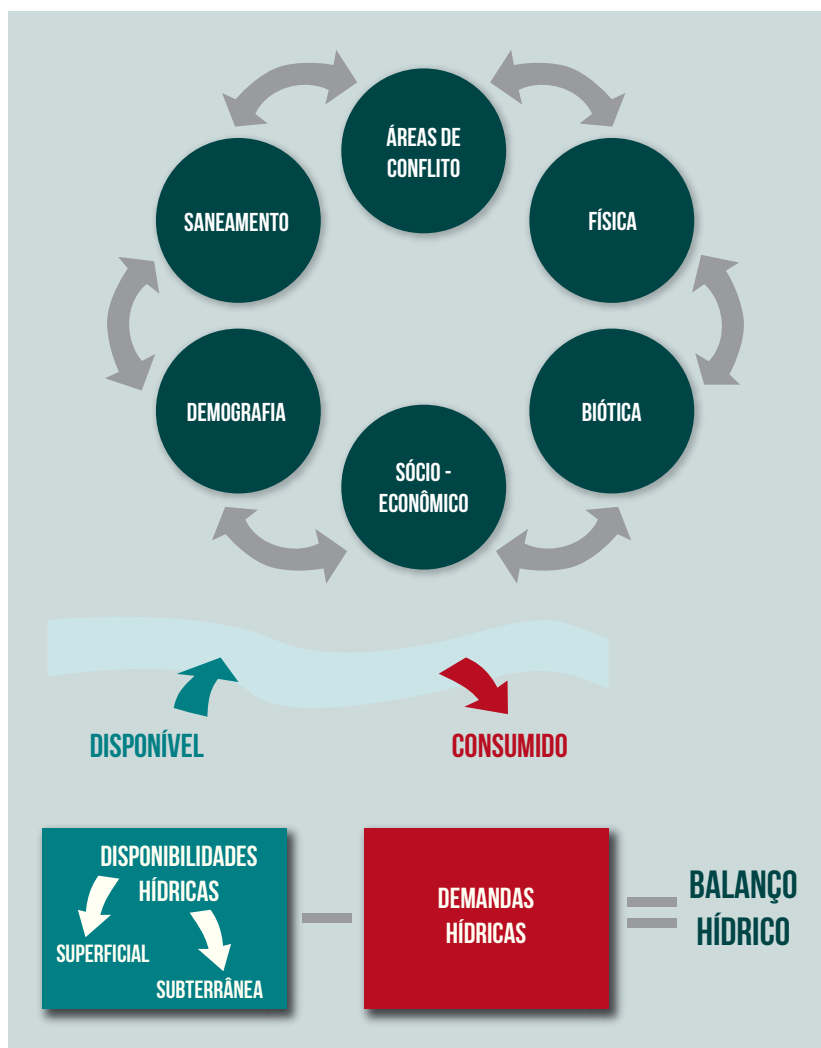 ÁREAS DE
CONFLITO
SANEAMENTO
FÍSICA
DEMOGRAFIA
BIÓTICA
SÓCIO -
ECONÔMICO
DISPONÍVEL
CONSUMIDO
DISPONIBILIDADES
HÍDRICAS
SUPERFICIAL
SUBTERRÂNEA
DEMANDAS
HÍDRICAS
BALANÇO
HÍDRICO